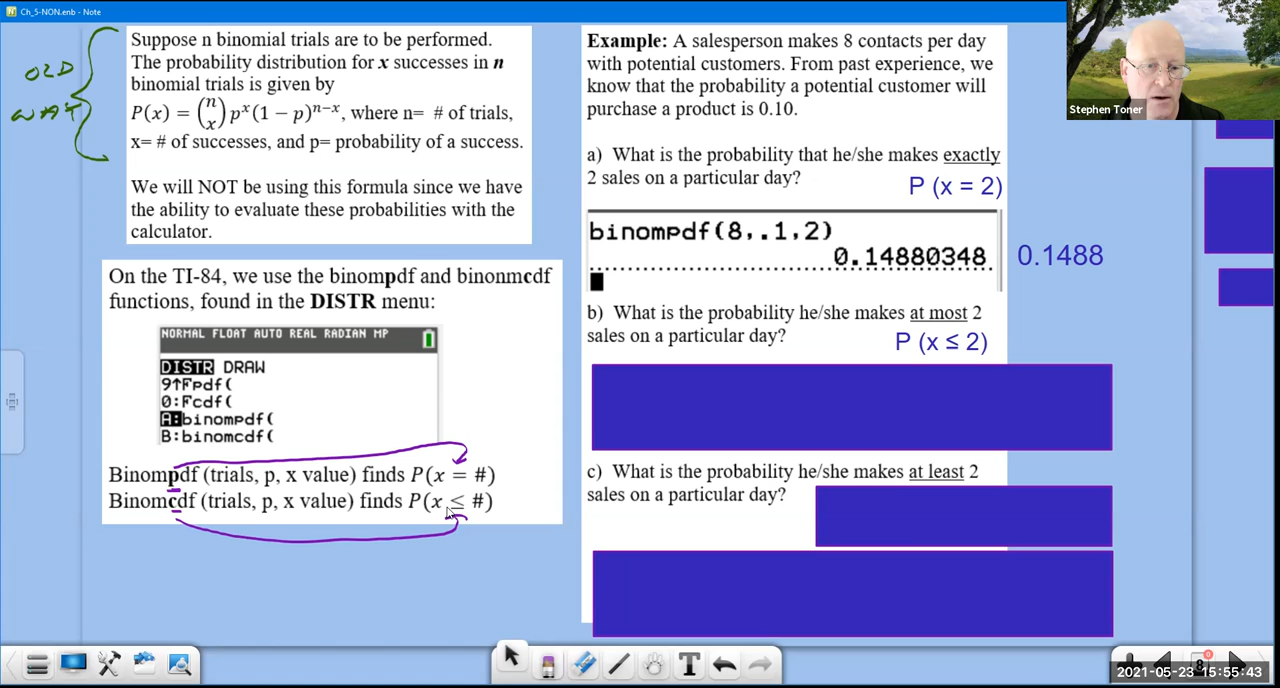 Ch_5-NON.enb - Note
OLD
WAY
Suppose n binomial trials are to be performed.
The probability distribution for x successes in n
binomial trials is given by
P(x) = (n x) p^x (1 − p)^{n−x}, where n= # of trials,
x= # of successes, and p= probability of a success.
We will NOT be using this formula since we have
the ability to evaluate these probabilities with the
calculator.
On the TI-84, we use the binompdf and binonmcdf
functions, found in the DISTR menu:
NORMAL FLOAT AUTO REAL RADIAN MP
DISTR DRAW
9↑Fpdf(
0:Fcdf(
A:binompdf(
B:binomcdf(
Binompdf (trials, p, x value) finds P(x = #)
Binomcdf (trials, p, x value) finds P(x ≤ #)
Example: A salesperson makes 8 contacts per day
with potential customers. From past experience, we
know that the probability a potential customer will
purchase a product is 0.10.
a) What is the probability that he/she makes exactly
2 sales on a particular day?
P (x = 2)
binompdf(8,.1,2)
0.14880348
0.1488
b) What is the probability he/she makes at most 2
sales on a particular day?
P (x ≤ 2)
c) What is the probability he/she makes at least 2
sales on a particular day?
Stephen Toner
T
8
0
2021-05-23 15:55:43